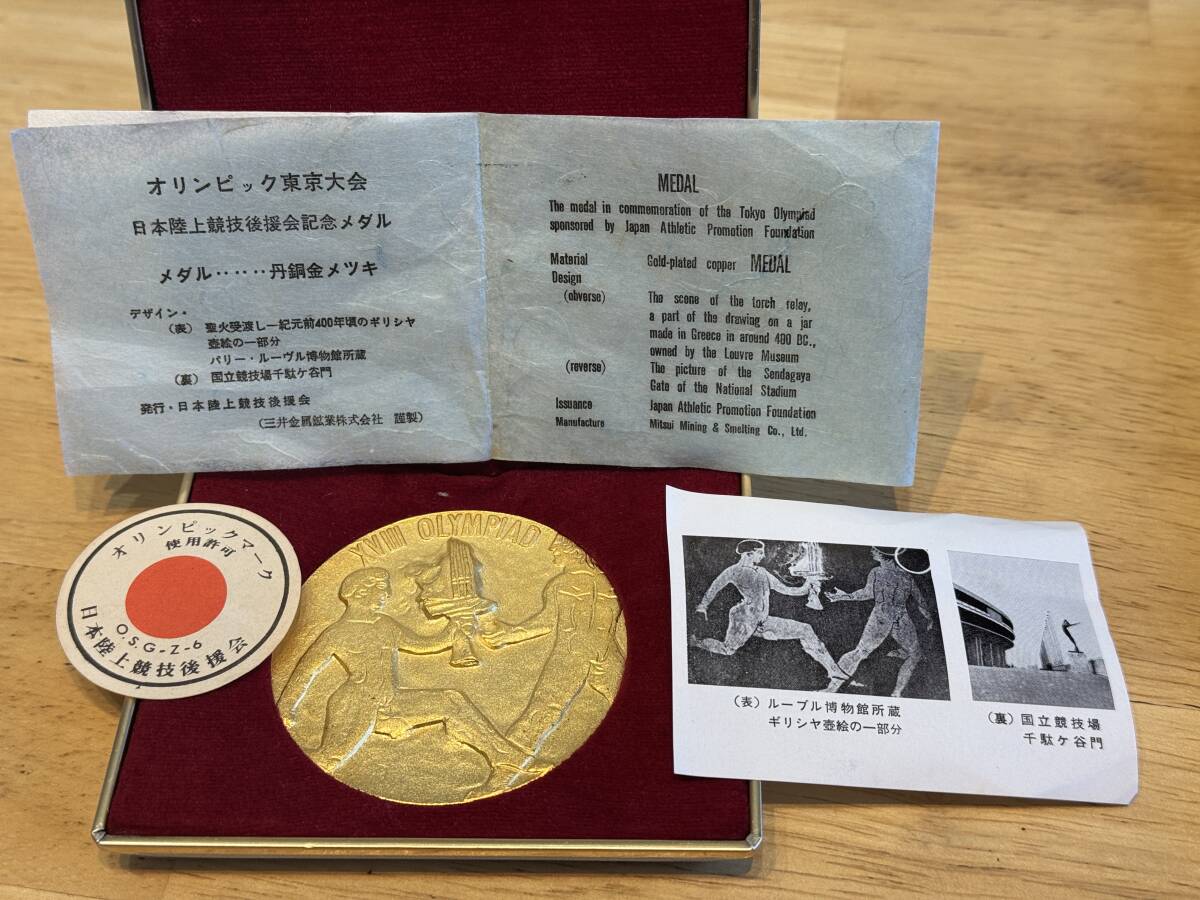 オリンピック東京大会
日本陸上競技後援会記念メダル
メダル‥‥‥丹銅金メツキ
デザイン・
(表) 聖火受渡し－紀元前400年頃のギリシヤ
壺絵の一部分
パリー・ルーヴル博物館所蔵
(裏) 国立競技場千駄ケ谷門
発行・日本陸上競技後援会
(三井金属鉱業株式会社 謹製)
MEDAL
The medal in commemoration of the Tokyo Olympiad
sponsored by Japan Athletic Promotion Foundation
Material Gold-plated copper MEDAL
Design
(obverse) The scene of the torch relay,
a part of the drawing on a jar
made in Greece in around 400 BC.,
owned by the Louvre Museum
(reverse) The picture of the Sendagaya
Gate of the National Stadium
Issuance Japan Athletic Promotion Foundation
Manufacture Mitsui Mining & Smelting Co., Ltd.
オリンピックマーク
使用許可
O.S.G-Z-6
日本陸上競技後援会
XVIII OLYMPIAD
(表) ルーブル博物館所蔵
ギリシヤ壺絵の一部分
(裏) 国立競技場
千駄ケ谷門